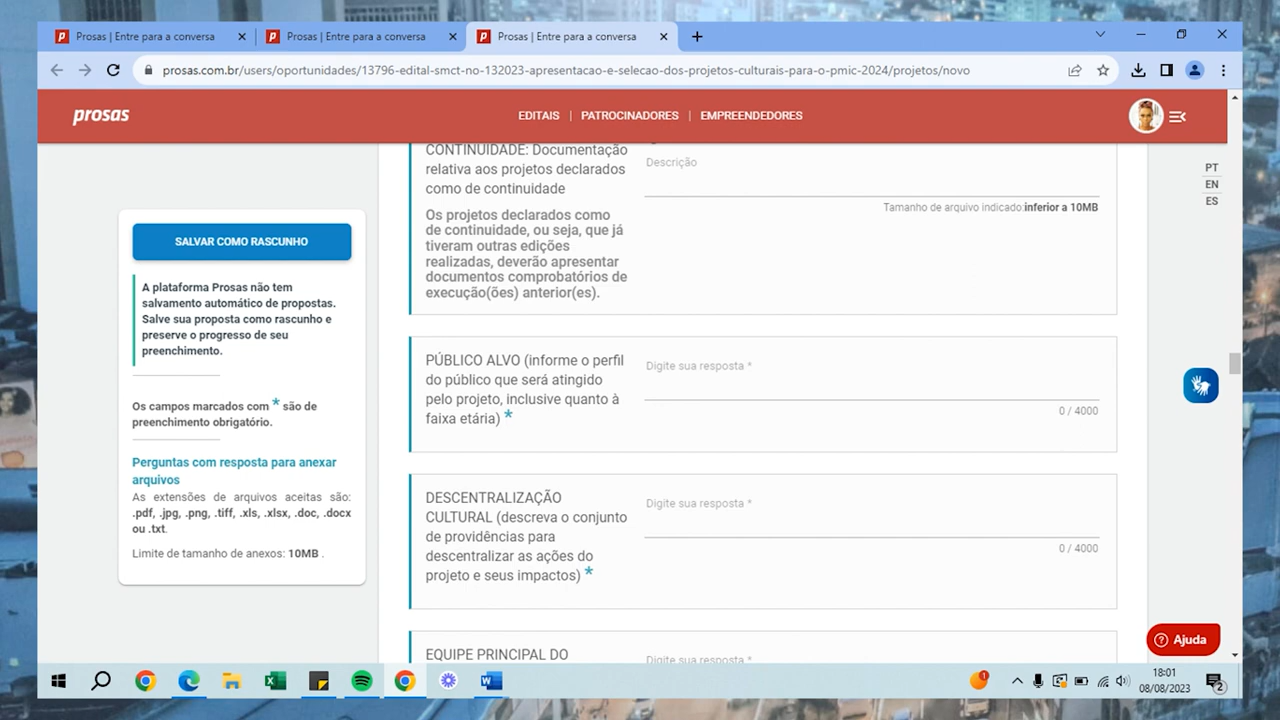 Prosas | Entre para a conversa
Prosas | Entre para a conversa
Prosas | Entre para a conversa
prosas.com.br/users/oportunidades/13796-edital-smct-no-132023-apresentacao-e-selecao-dos-projetos-culturais-para-o-pmic-2024/projetos/novo
prosas
EDITAIS | PATROCINADORES | EMPREENDEDORES
PT
EN
ES
SALVAR COMO RASCUNHO
A plataforma Prosas não tem
salvamento automático de propostas.
Salve sua proposta como rascunho e
preserve o progresso de seu
preenchimento.
Os campos marcados com * são de
preenchimento obrigatório.
Perguntas com resposta para anexar
arquivos
As extensões de arquivos aceitas são:
.pdf, .jpg, .png, .tiff, .xls, .xlsx, .doc, .docx
ou .txt.
Limite de tamanho de anexos: 10MB .
CONTINUIDADE: Documentação
relativa aos projetos declarados
como de continuidade
Os projetos declarados como
de continuidade, ou seja, que já
tiveram outras edições
realizadas, deverão apresentar
documentos comprobatórios de
execução(ões) anterior(es).
Descrição
Tamanho de arquivo indicado:inferior a 10MB
PÚBLICO ALVO (informe o perfil
do público que será atingido
pelo projeto, inclusive quanto à
faixa etária) *
Digite sua resposta *
0 / 4000
DESCENTRALIZAÇÃO
CULTURAL (descreva o conjunto
de providências para
descentralizar as ações do
projeto e seus impactos) *
Digite sua resposta *
0 / 4000
EQUIPE PRINCIPAL DO
Digite sua resposta *
Ajuda
1
18:01
08/08/2023
2